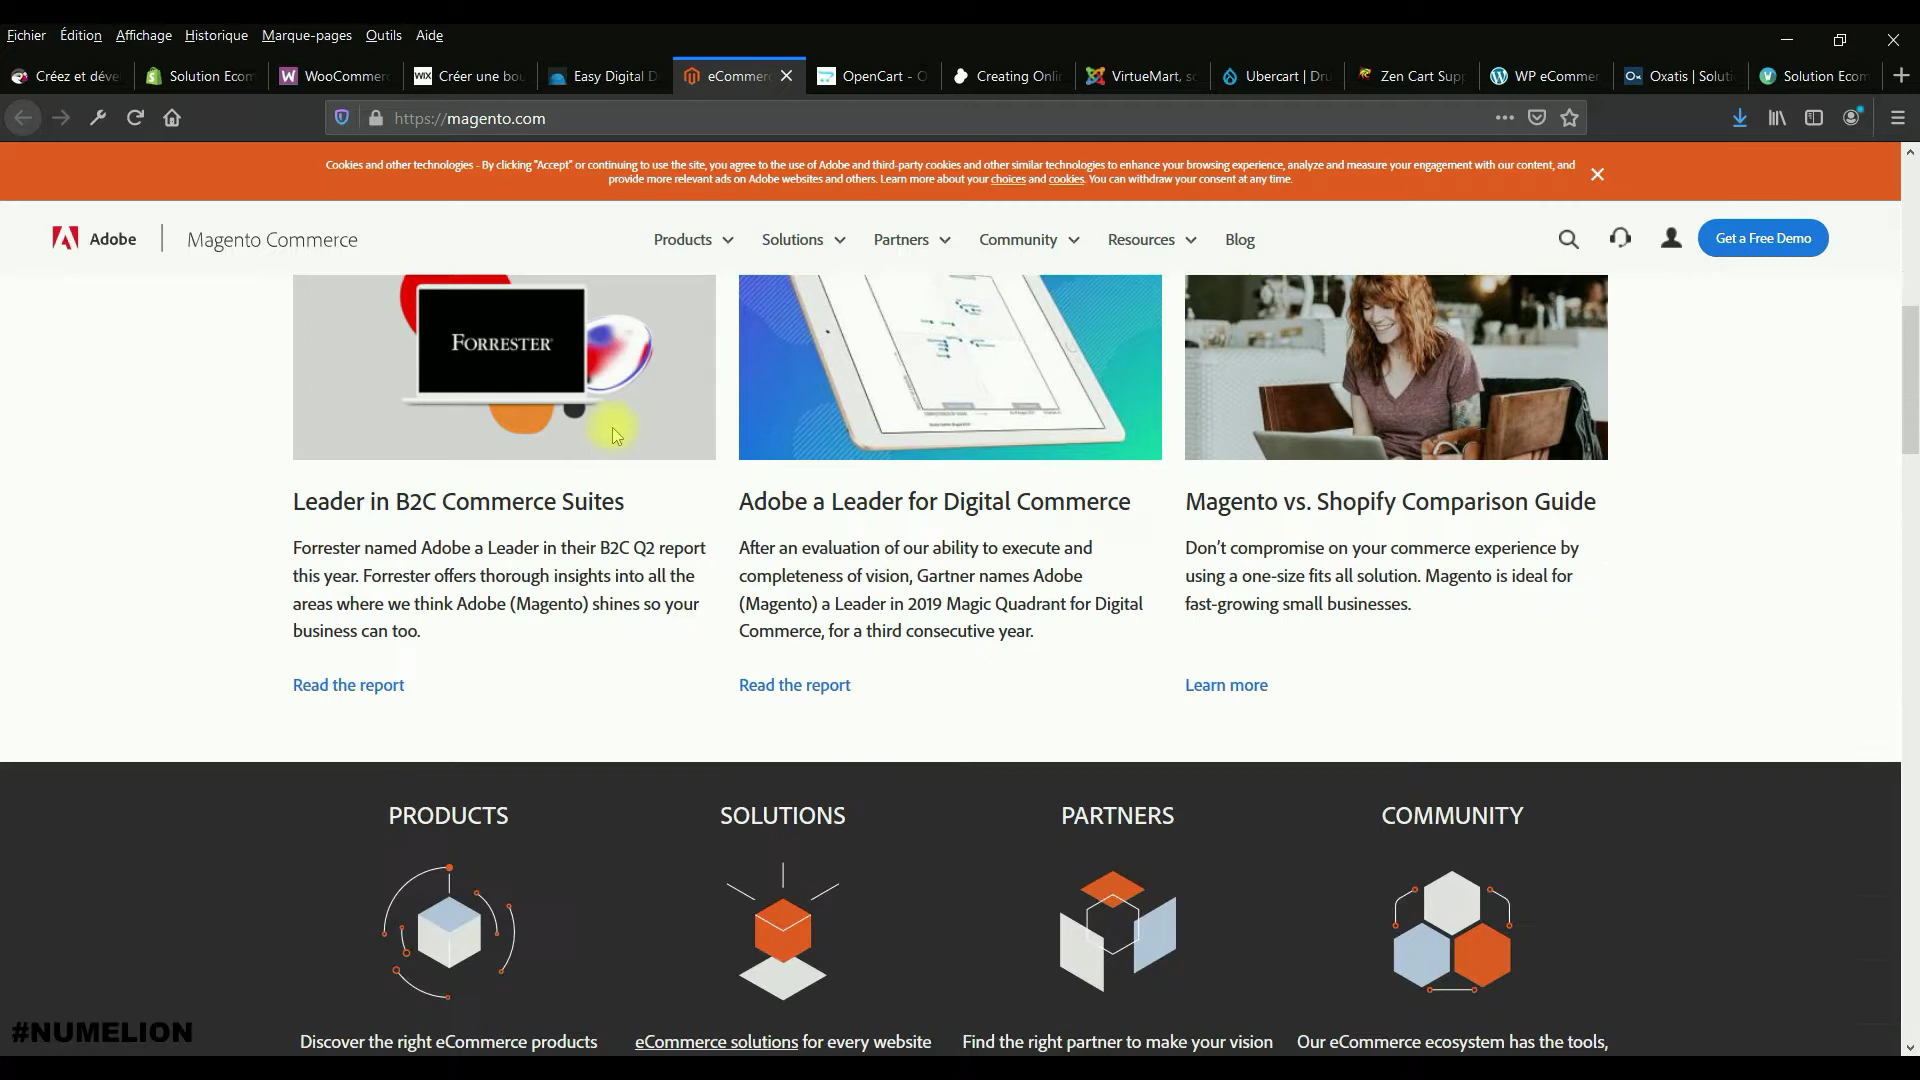 Fichier Édition Affichage Historique Marque-pages Outils Aide
Créez et déve Solution Ecom WooCommerc WIX Créer une bou Easy Digital D eCommerc OpenCart - O Creating Onli VirtueMart, so Ubercart | Dru Zen Cart Supp WP eCommer Ox Oxatis | Soluti Solution Ecom
https://magento.com
Cookies and other technologies - By clicking "Accept" or continuing to use the site, you agree to the use of Adobe and third-party cookies and other similar technologies to enhance your browsing experience, analyze and measure your engagement with our content, and
provide more relevant ads on Adobe websites and others. Learn more about your choices and cookies. You can withdraw your consent at any time.
Adobe Magento Commerce Products Solutions Partners Community Resources Blog Get a Free Demo
FORRESTER
Leader in B2C Commerce Suites
Forrester named Adobe a Leader in their B2C Q2 report
this year. Forrester offers thorough insights into all the
areas where we think Adobe (Magento) shines so your
business can too.
Read the report
Adobe a Leader for Digital Commerce
After an evaluation of our ability to execute and
completeness of vision, Gartner names Adobe
(Magento) a Leader in 2019 Magic Quadrant for Digital
Commerce, for a third consecutive year.
Read the report
Magento vs. Shopify Comparison Guide
Don't compromise on your commerce experience by
using a one-size fits all solution. Magento is ideal for
fast-growing small businesses.
Learn more
PRODUCTS
SOLUTIONS
PARTNERS
COMMUNITY
Discover the right eCommerce products
eCommerce solutions for every website
Find the right partner to make your vision
Our eCommerce ecosystem has the tools,
#NUMELION